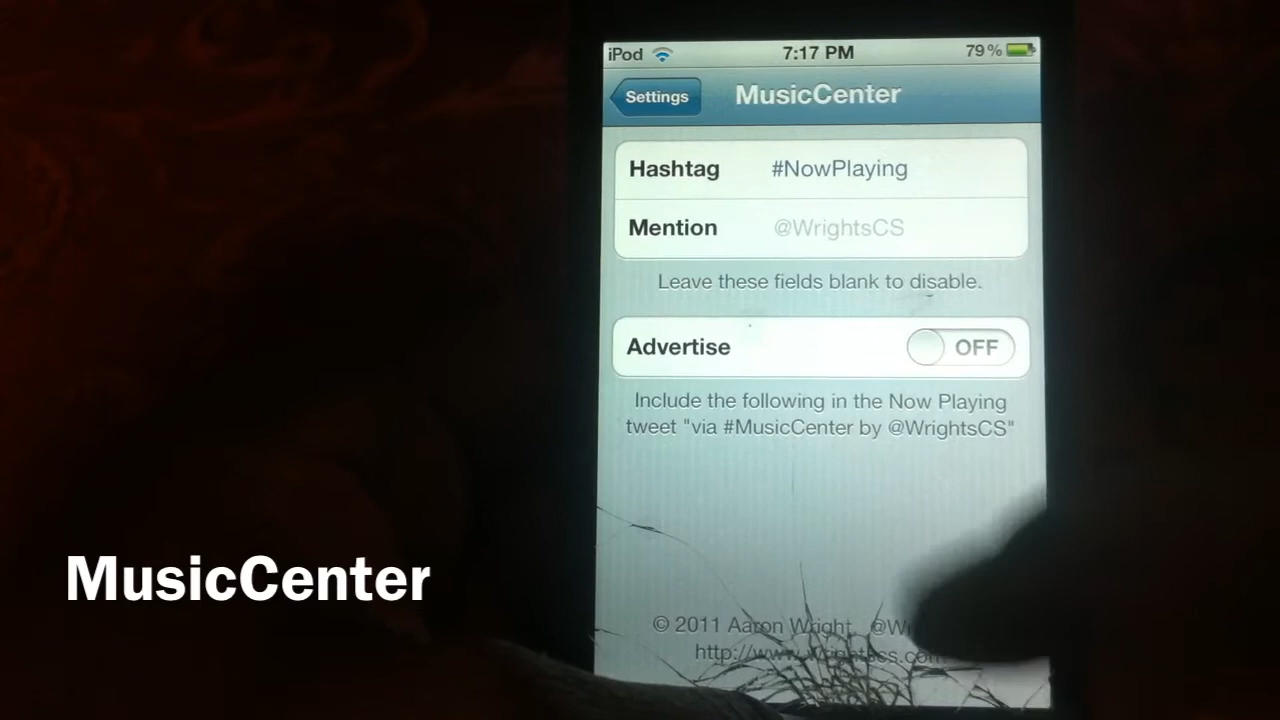 iPod 7:17 PM 79%
Settings MusicCenter
Hashtag #NowPlaying
Mention @WrightsCS
Leave these fields blank to disable.
Advertise OFF
Include the following in the Now Playing
tweet "via #MusicCenter by @WrightsCS"
© 2011 Aaron Wright
http://www.wrightscs.com
MusicCenter